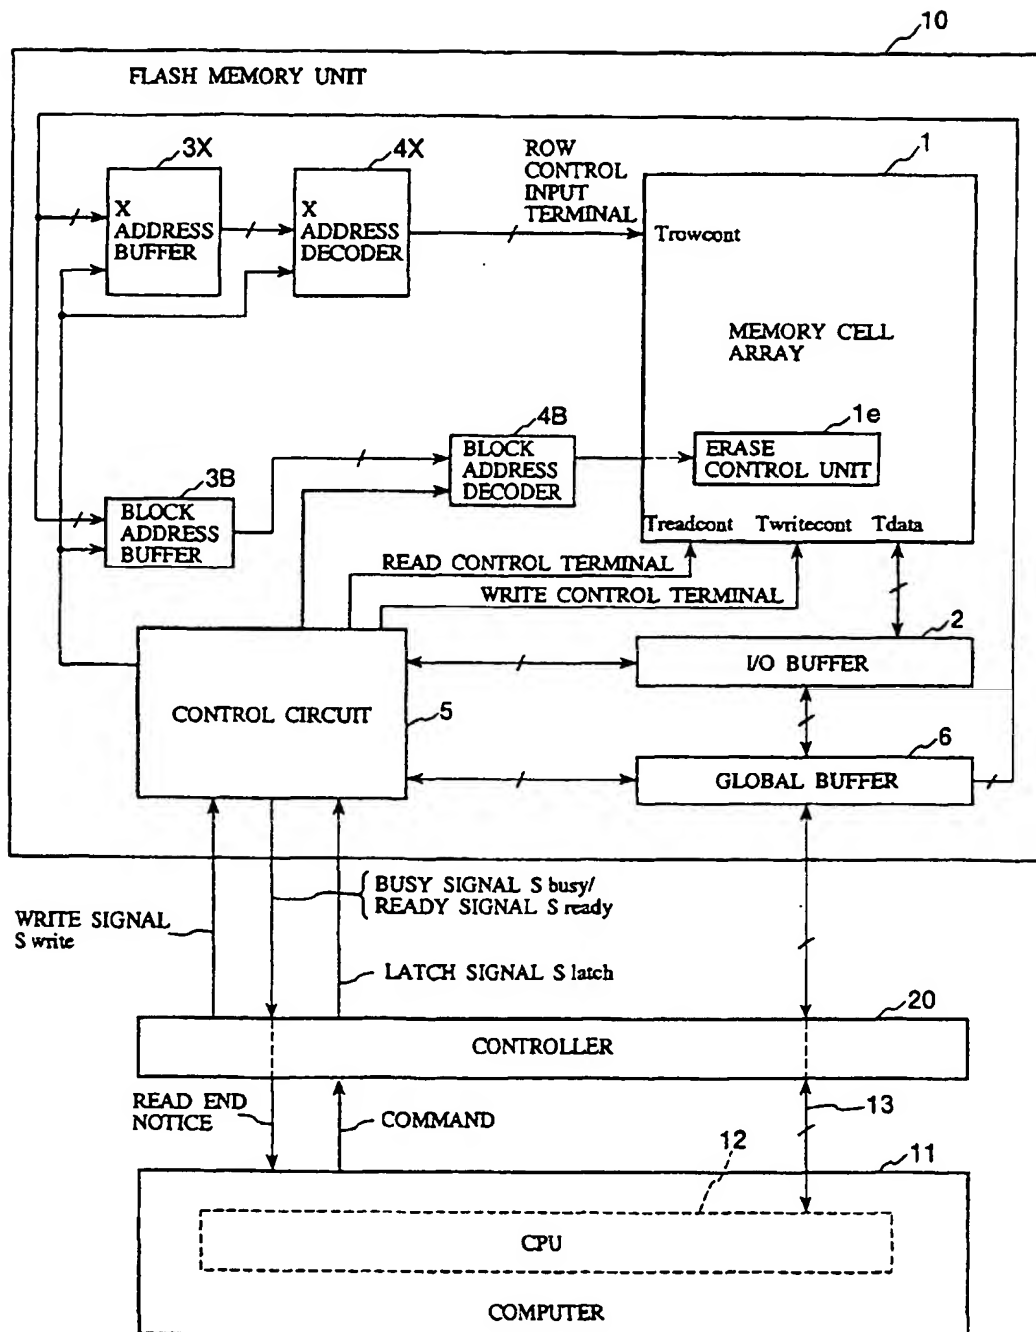 10
FLASH MEMORY UNIT
3X
4X
ROW
CONTROL
INPUT
TERMINAL
1
X
ADDRESS
BUFFER
X
ADDRESS
DECODER
Trowcont
MEMORY CELL
ARRAY
4B
1e
BLOCK
ADDRESS
DECODER
ERASE
CONTROL UNIT
3B
BLOCK
ADDRESS
BUFFER
Treadcont Twritecont Tdata
READ CONTROL TERMINAL
WRITE CONTROL TERMINAL
2
I/O BUFFER
CONTROL CIRCUIT
5
6
GLOBAL BUFFER
BUSY SIGNAL S busy/
READY SIGNAL S ready
WRITE SIGNAL
S write
LATCH SIGNAL S latch
20
CONTROLLER
READ END
NOTICE
COMMAND
13
12
11
CPU
COMPUTER